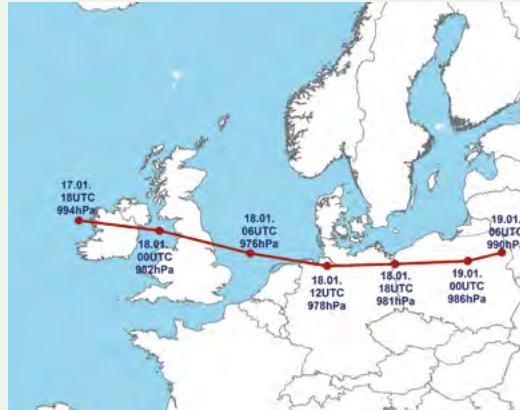 17.01.
18UTC
994hPa
18.01.
00UTC
982hPa
18.01.
06UTC
976hPa
18.01.
12UTC
978hPa
18.01.
18UTC
981hPa
19.01.
00UTC
986hPa
19.01.
06UTC
990hPa